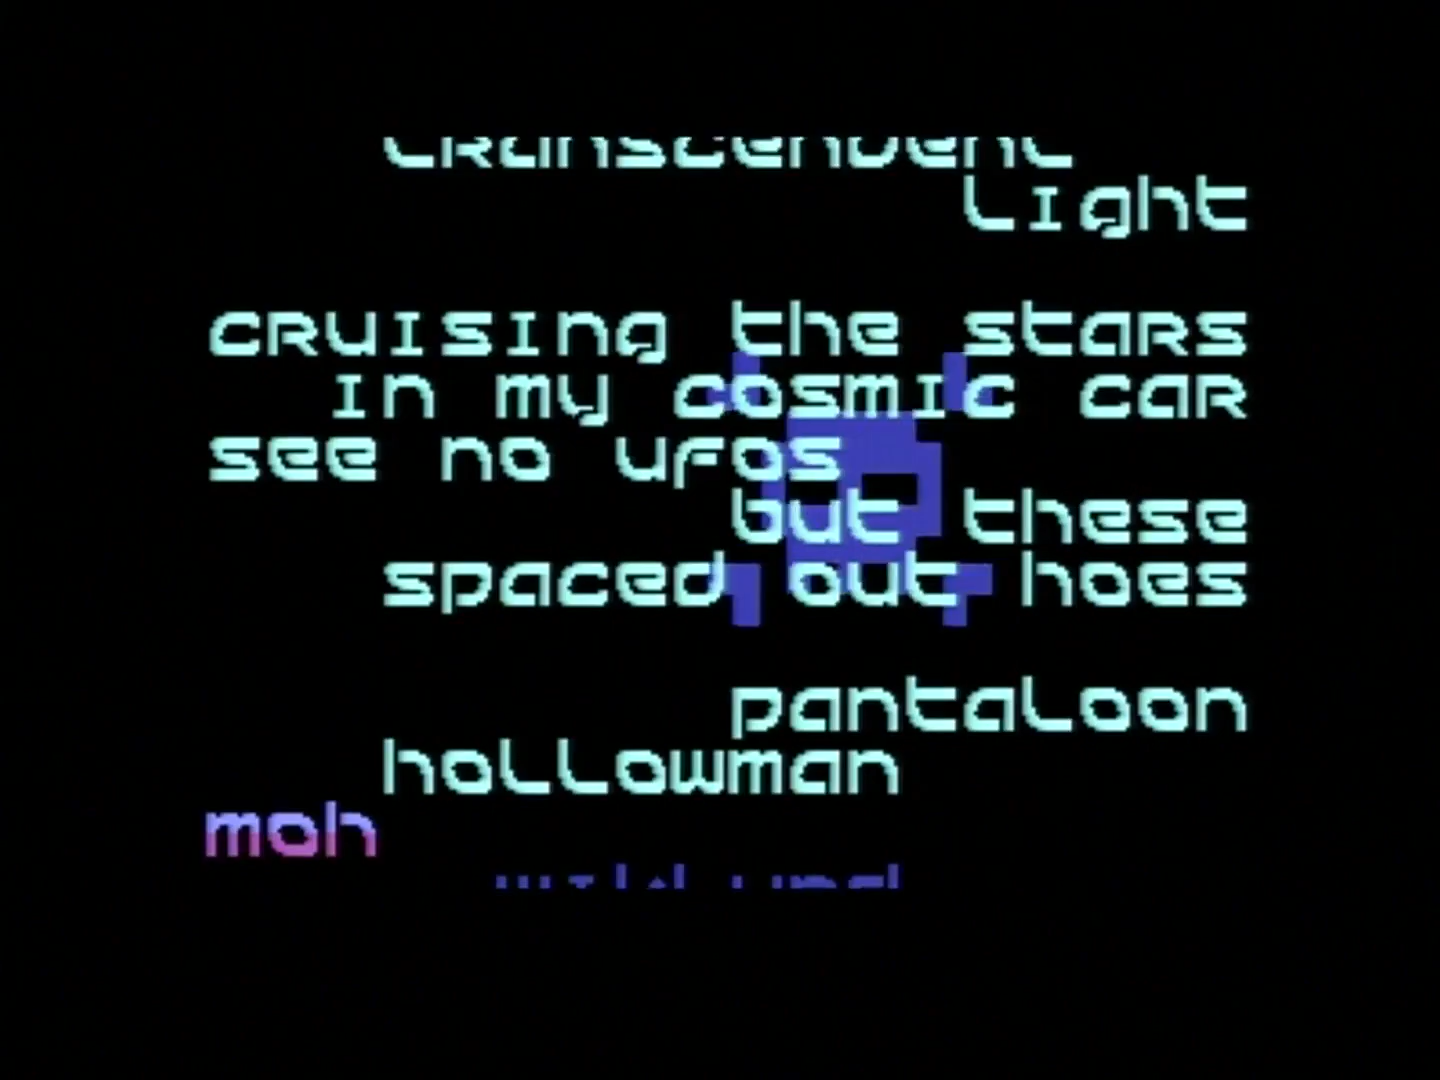 transcendent
light
cruising the stars
in my cosmic car
see no ufos
but these
spaced out hoes
pantaloon
hollowman
moh